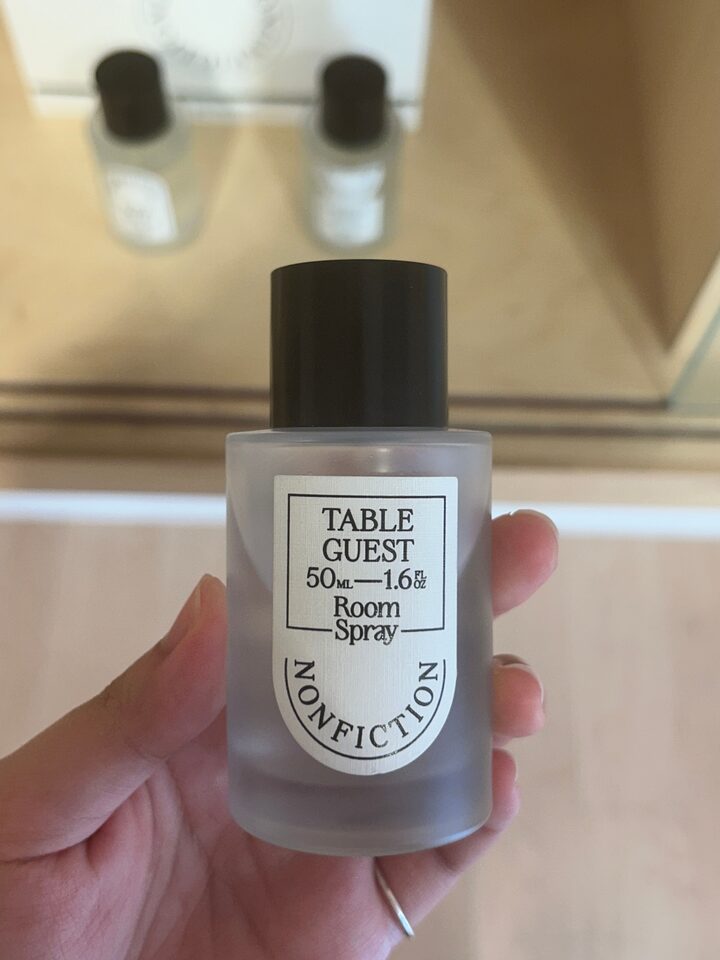 TABLE
GUEST
50ML—1.6FL OZ
Room
Spray
NONFICTION